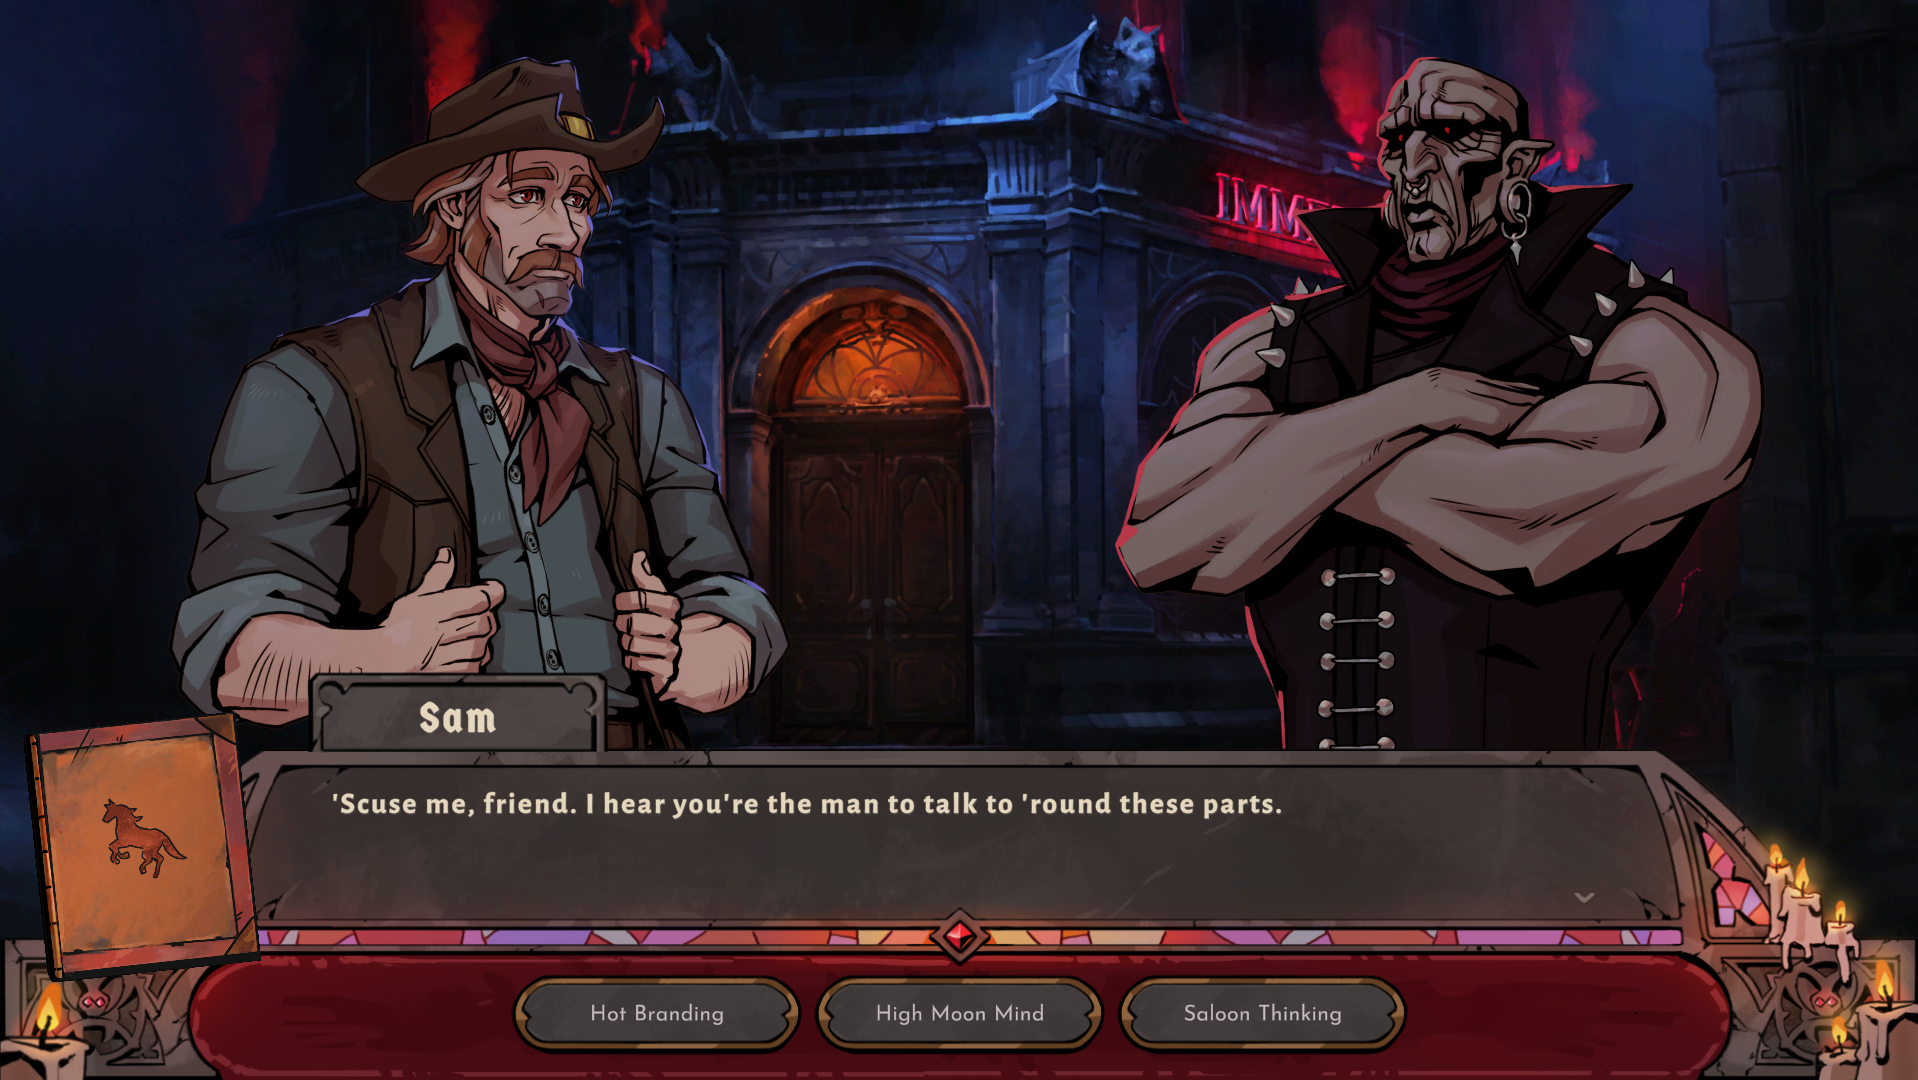 Sam
'Scuse me, friend. I hear you're the man to talk to 'round these parts.
Hot Branding
High Moon Mind
Saloon Thinking